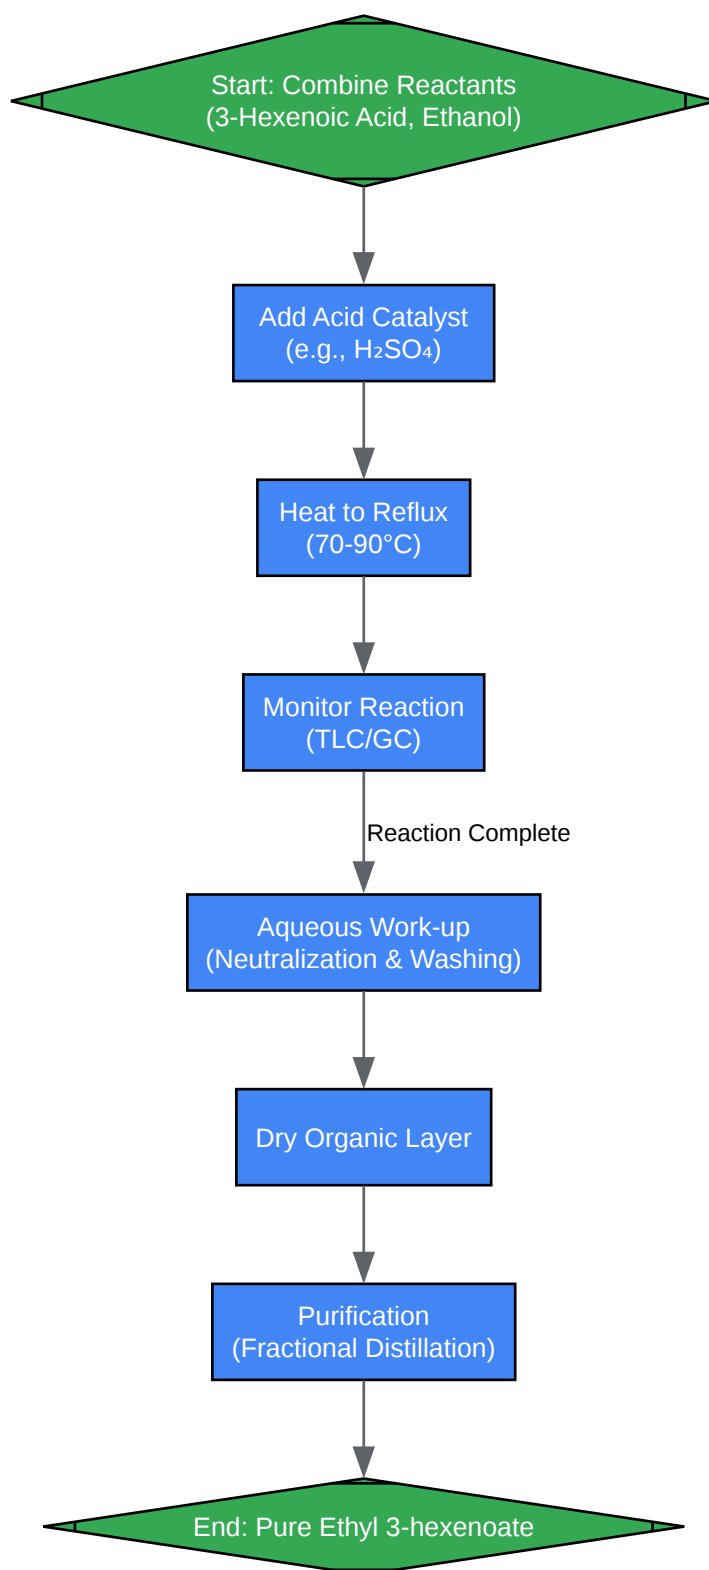 Start: Combine Reactants
(3-Hexenoic Acid, Ethanol)
Add Acid Catalyst
(e.g., H₂SO₄)
Heat to Reflux
(70-90°C)
Monitor Reaction
(TLC/GC)
Reaction Complete
Aqueous Work-up
(Neutralization & Washing)
Dry Organic Layer
Purification
(Fractional Distillation)
End: Pure Ethyl 3-hexenoate